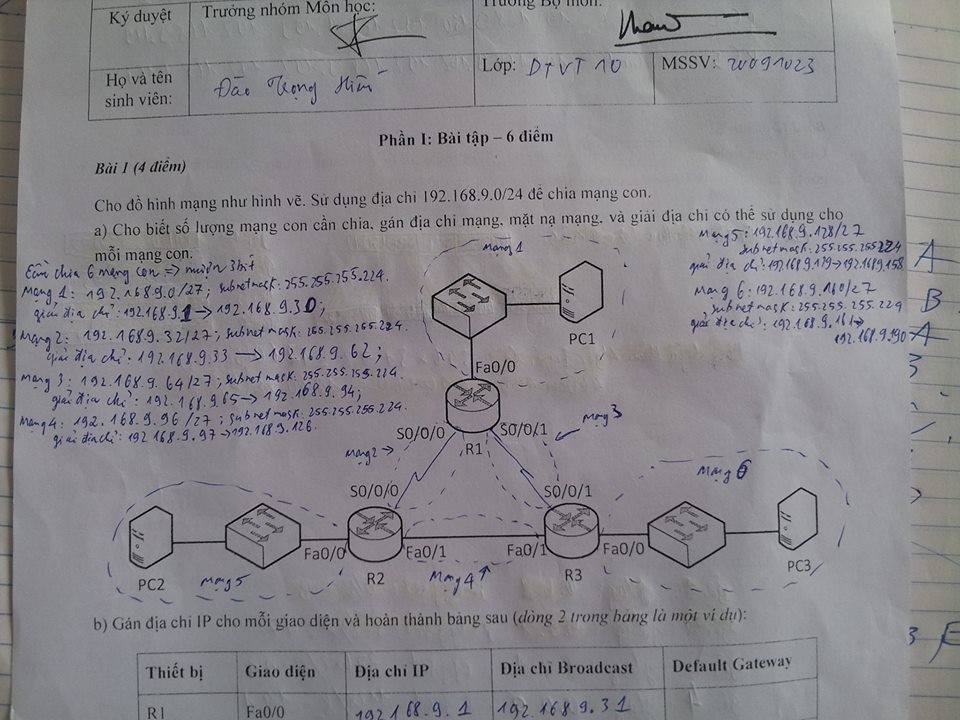 Ký duyệt
Trưởng nhóm Môn học:
Trưởng Bộ môn:
Họ và tên
sinh viên:
Đào Trọng Hiếu
Lớp: DTVT 10
MSSV: 20091023
Phần I: Bài tập – 6 điểm
Bài 1 (4 điểm)
Cho đồ hình mạng như hình vẽ. Sử dụng địa chỉ 192.168.9.0/24 để chia mạng con.
a) Cho biết số lượng mạng con cần chia, gán địa chỉ mạng, mặt nạ mạng, và giải địa chỉ có thể sử dụng cho
mỗi mạng con.
Cần chia 6 mạng con => mượn 3 bit
Mạng 1: 192.168.9.0/27; subnetmask: 255.255.255.224.
giải địa chỉ: 192.168.9.1 → 192.168.9.30;
Mạng 2: 192.168.9.32/27; subnetmask: 255.255.255.224.
giải địa chỉ: 192.168.9.33 → 192.168.9.62;
Mạng 3: 192.168.9.64/27; subnetmask: 255.255.255.224.
giải địa chỉ: 192.168.9.65 → 192.168.9.94;
Mạng 4: 192.168.9.96/27; subnetmask: 255.255.255.224.
giải địa chỉ: 192.168.9.97 → 192.168.9.126.
Mạng 5: 192.168.9.128/27
subnetmask: 255.255.255.224
giải địa chỉ: 192.168.9.129 → 192.168.9.158
Mạng 6: 192.168.9.160/27
subnetmask: 255.255.255.224
giải địa chỉ: 192.168.9.161 →
192.168.9.190
A
B
A
Mạng 1
PC1
Fa0/0
S0/0/0
S0/0/1
R1
Mạng 2
Mạng 3
S0/0/0
S0/0/1
Mạng 6
Fa0/0
Fa0/1
Fa0/1
Fa0/0
PC2
Mạng 5
R2
Mạng 4
R3
PC3
b) Gán địa chỉ IP cho mỗi giao diện và hoàn thành bảng sau (dòng 2 trong bảng là một ví dụ):
Thiết bị
Giao diện
Địa chỉ IP
Địa chỉ Broadcast
Default Gateway
R1
Fa0/0
192.168.9.1
192.168.9.31